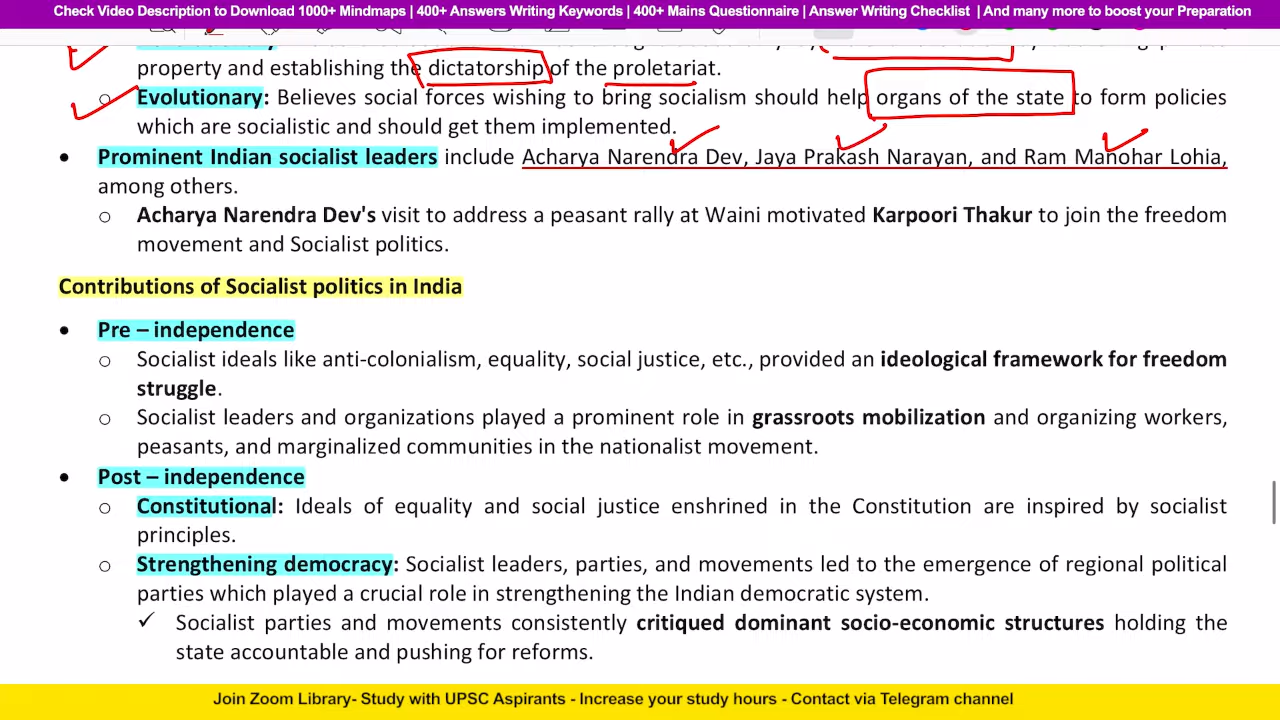 Check Video Description to Download 1000+ Mindmaps | 400+ Answers Writing Keywords | 400+ Mains Questionnaire | Answer Writing Checklist | And many more to boost your Preparation
property and establishing the dictatorship of the proletariat.
o Evolutionary: Believes social forces wishing to bring socialism should help organs of the state to form policies
which are socialistic and should get them implemented.
• Prominent Indian socialist leaders include Acharya Narendra Dev, Jaya Prakash Narayan, and Ram Manohar Lohia,
among others.
o Acharya Narendra Dev's visit to address a peasant rally at Waini motivated Karpoori Thakur to join the freedom
movement and Socialist politics.
Contributions of Socialist politics in India
• Pre – independence
o Socialist ideals like anti-colonialism, equality, social justice, etc., provided an ideological framework for freedom
struggle.
o Socialist leaders and organizations played a prominent role in grassroots mobilization and organizing workers,
peasants, and marginalized communities in the nationalist movement.
• Post – independence
o Constitutional: Ideals of equality and social justice enshrined in the Constitution are inspired by socialist
principles.
o Strengthening democracy: Socialist leaders, parties, and movements led to the emergence of regional political
parties which played a crucial role in strengthening the Indian democratic system.
✓ Socialist parties and movements consistently critiqued dominant socio-economic structures holding the
state accountable and pushing for reforms.
Join Zoom Library- Study with UPSC Aspirants - Increase your study hours - Contact via Telegram channel